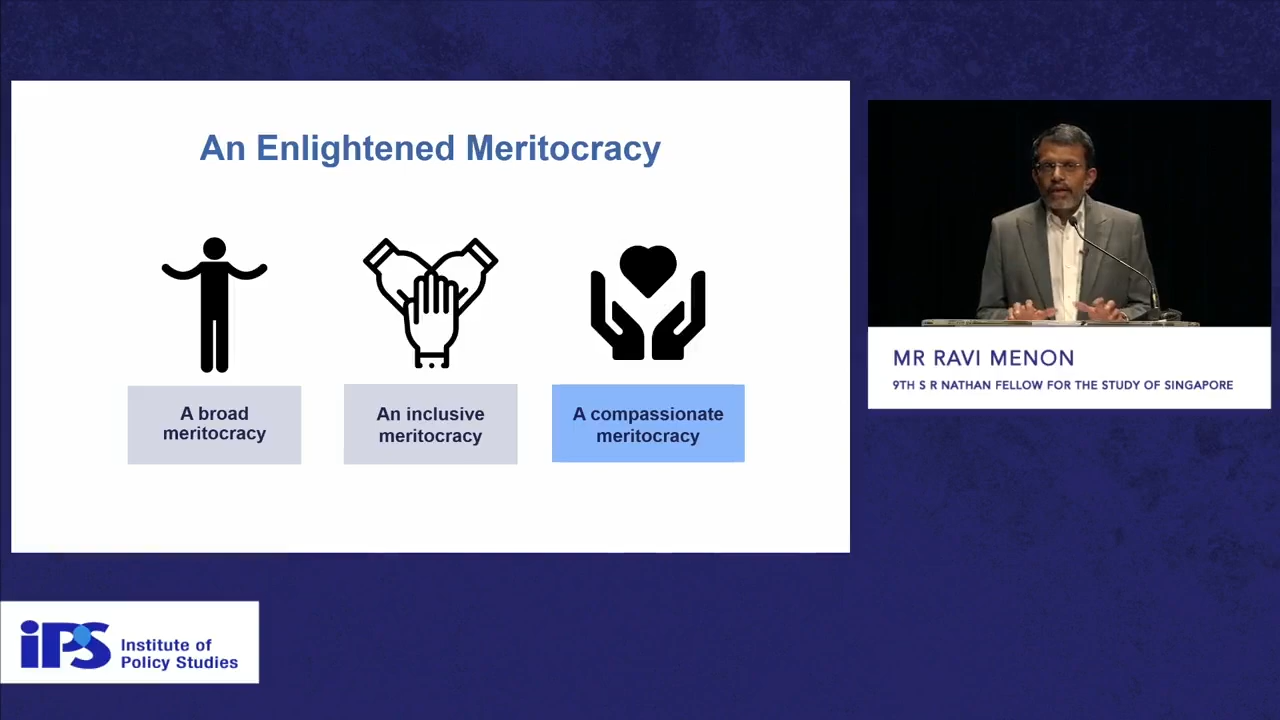 An Enlightened Meritocracy
A broad
meritocracy
An inclusive
meritocracy
A compassionate
meritocracy
MR RAVI MENON
9TH S R NATHAN FELLOW FOR THE STUDY OF SINGAPORE
iPS
Institute of
Policy Studies